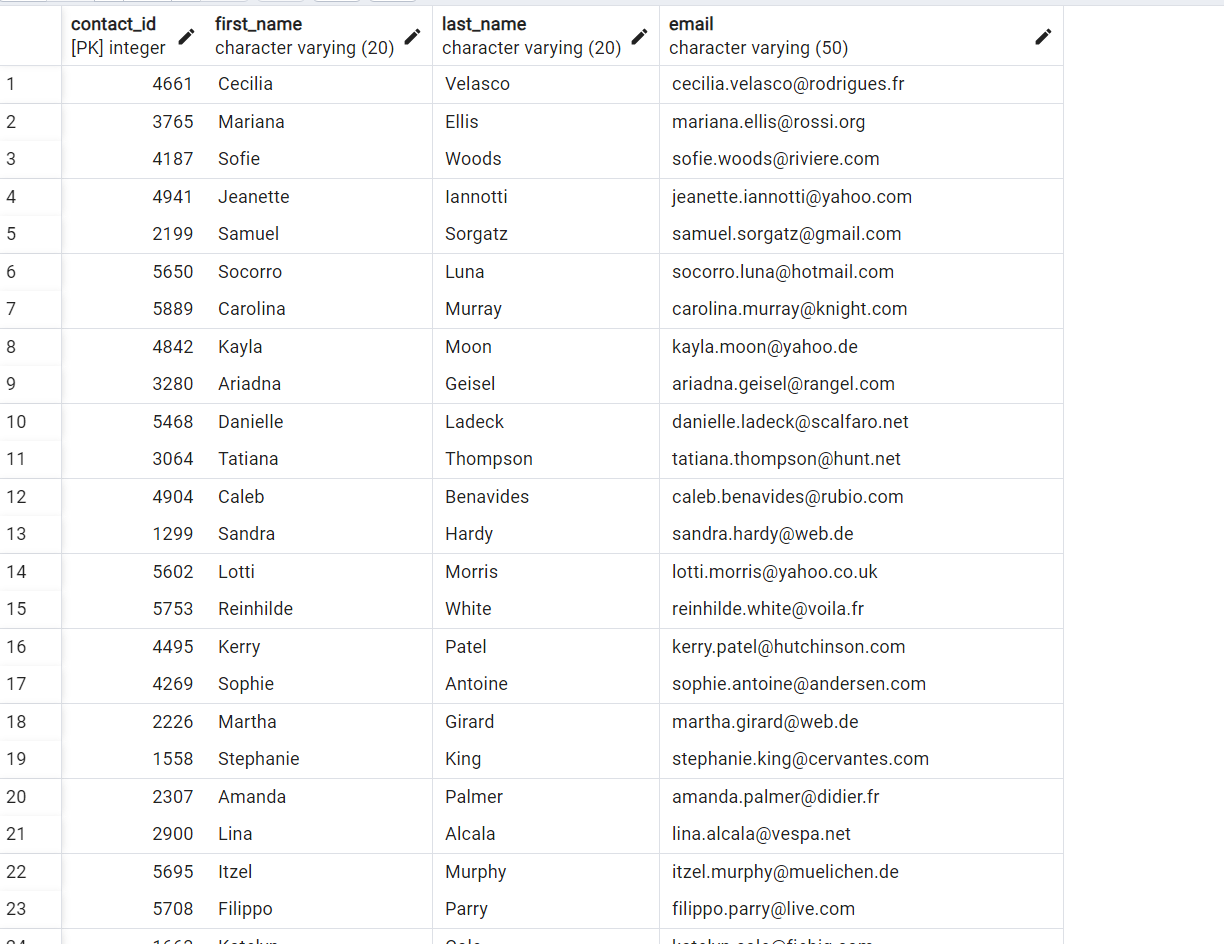 contact_id first_name last_name email
[PK] integer character varying (20) character varying (20) character varying (50)
1 4661 Cecilia Velasco cecilia.velasco@rodrigues.fr
2 3765 Mariana Ellis mariana.ellis@rossi.org
3 4187 Sofie Woods sofie.woods@riviere.com
4 4941 Jeanette Iannotti jeanette.iannotti@yahoo.com
5 2199 Samuel Sorgatz samuel.sorgatz@gmail.com
6 5650 Socorro Luna socorro.luna@hotmail.com
7 5889 Carolina Murray carolina.murray@knight.com
8 4842 Kayla Moon kayla.moon@yahoo.de
9 3280 Ariadna Geisel ariadna.geisel@rangel.com
10 5468 Danielle Ladeck danielle.ladeck@scalfaro.net
11 3064 Tatiana Thompson tatiana.thompson@hunt.net
12 4904 Caleb Benavides caleb.benavides@rubio.com
13 1299 Sandra Hardy sandra.hardy@web.de
14 5602 Lotti Morris lotti.morris@yahoo.co.uk
15 5753 Reinhilde White reinhilde.white@voila.fr
16 4495 Kerry Patel kerry.patel@hutchinson.com
17 4269 Sophie Antoine sophie.antoine@andersen.com
18 2226 Martha Girard martha.girard@web.de
19 1558 Stephanie King stephanie.king@cervantes.com
20 2307 Amanda Palmer amanda.palmer@didier.fr
21 2900 Lina Alcala lina.alcala@vespa.net
22 5695 Itzel Murphy itzel.murphy@muelichen.de
23 5708 Filippo Parry filippo.parry@live.com